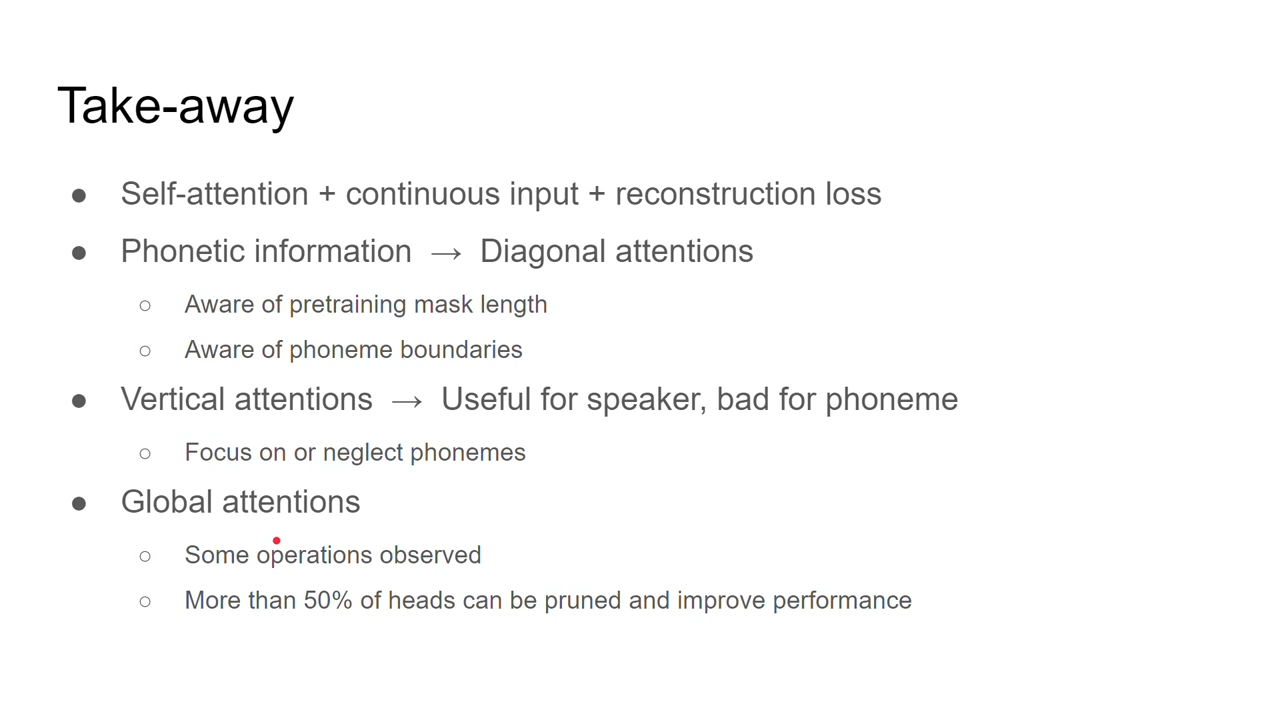 Take-away
● Self-attention + continuous input + reconstruction loss
● Phonetic information → Diagonal attentions
○ Aware of pretraining mask length
○ Aware of phoneme boundaries
● Vertical attentions → Useful for speaker, bad for phoneme
○ Focus on or neglect phonemes
● Global attentions
○ Some operations observed
○ More than 50% of heads can be pruned and improve performance